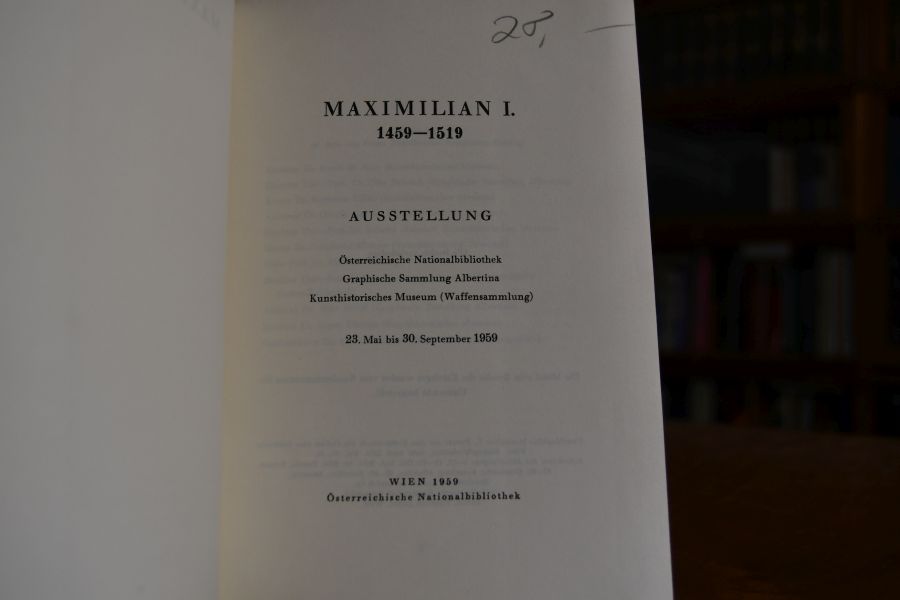 28,—
MAXIMILIAN I.
1459—1519
AUSSTELLUNG
Österreichische Nationalbibliothek
Graphische Sammlung Albertina
Kunsthistorisches Museum (Waffensammlung)
23. Mai bis 30. September 1959
WIEN 1959
Österreichische Nationalbibliothek